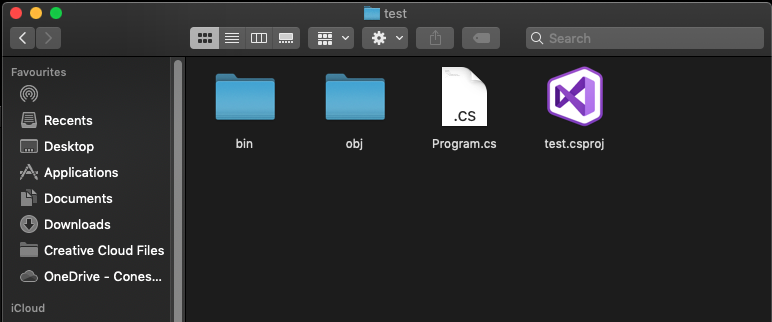 test
Search
Favourites
Recents
Desktop
Applications
Documents
Downloads
Creative Cloud Files
OneDrive - Cones...
iCloud
.CS
bin
obj
Program.cs
test.csproj